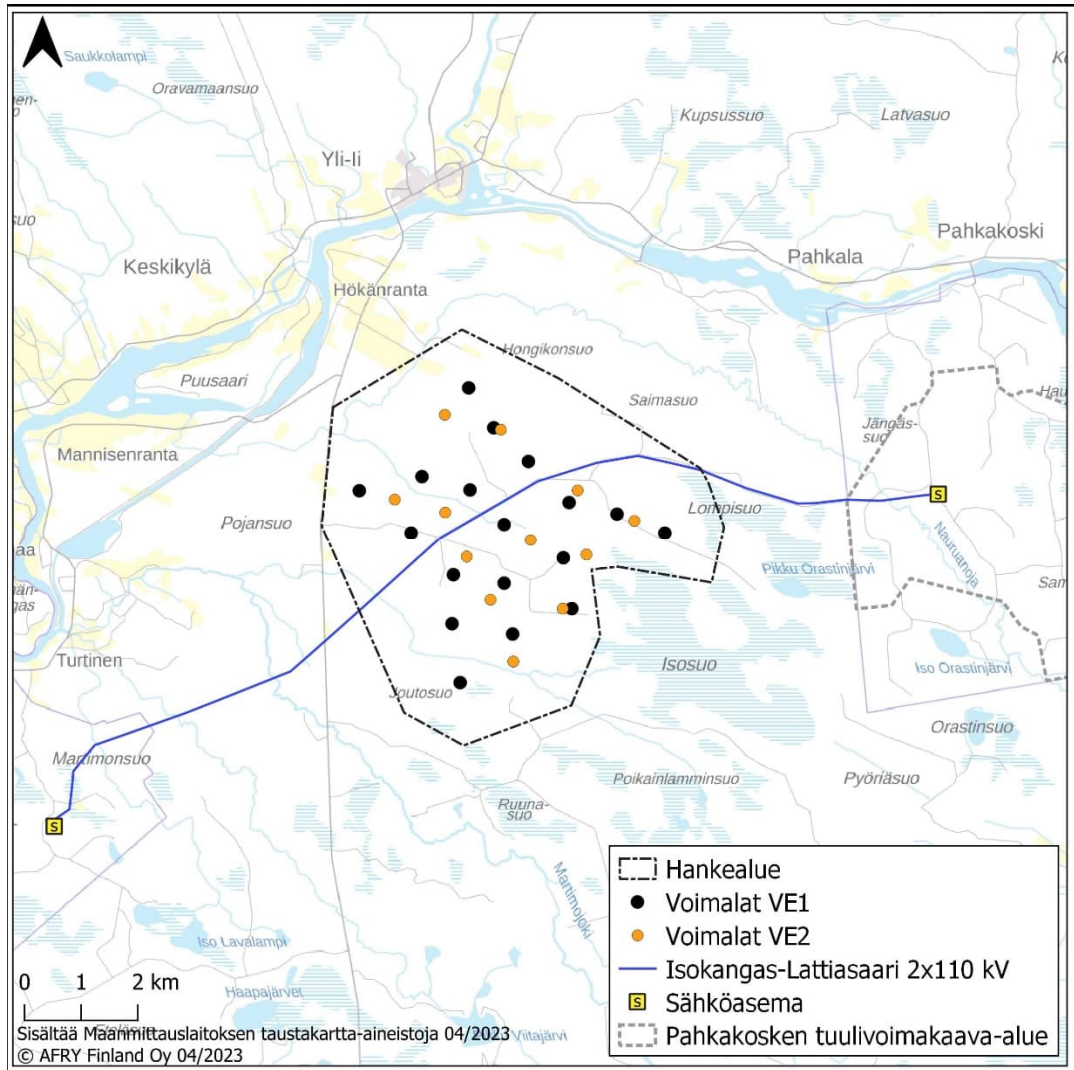 Saukkolampi
Oravamaansuo
Kupsussuo
Latvasuo
Yli-Ii
Pahkakoski
Pahkala
Keskikylä
Hökänranta
Hongikonsuo
Puusaari
Saimasuo
Jängäs-
suo
Mannisenranta
Pojansuo
Lompisuo
S
Nauruanoja
Pikku Orastinjärvi
Turtinen
Isosuo
Iso Orastinjärvi
Joutosuo
Orastinsuo
Martimonsuo
Poikainlamminsuo
Pyöriäsuo
Ruuna-
suo
S
Martimojoki
Iso Lavalampi
Haapajärvet
Viitajärvi
Hankealue
Voimalat VE1
Voimalat VE2
Isokangas-Lattiasaari 2x110 kV
S Sähköasema
Pahkakosken tuulivoimakaava-alue
0 1 2 km
Sisältää Maanmittauslaitoksen taustakartta-aineistoja 04/2023
© AFRY Finland Oy 04/2023